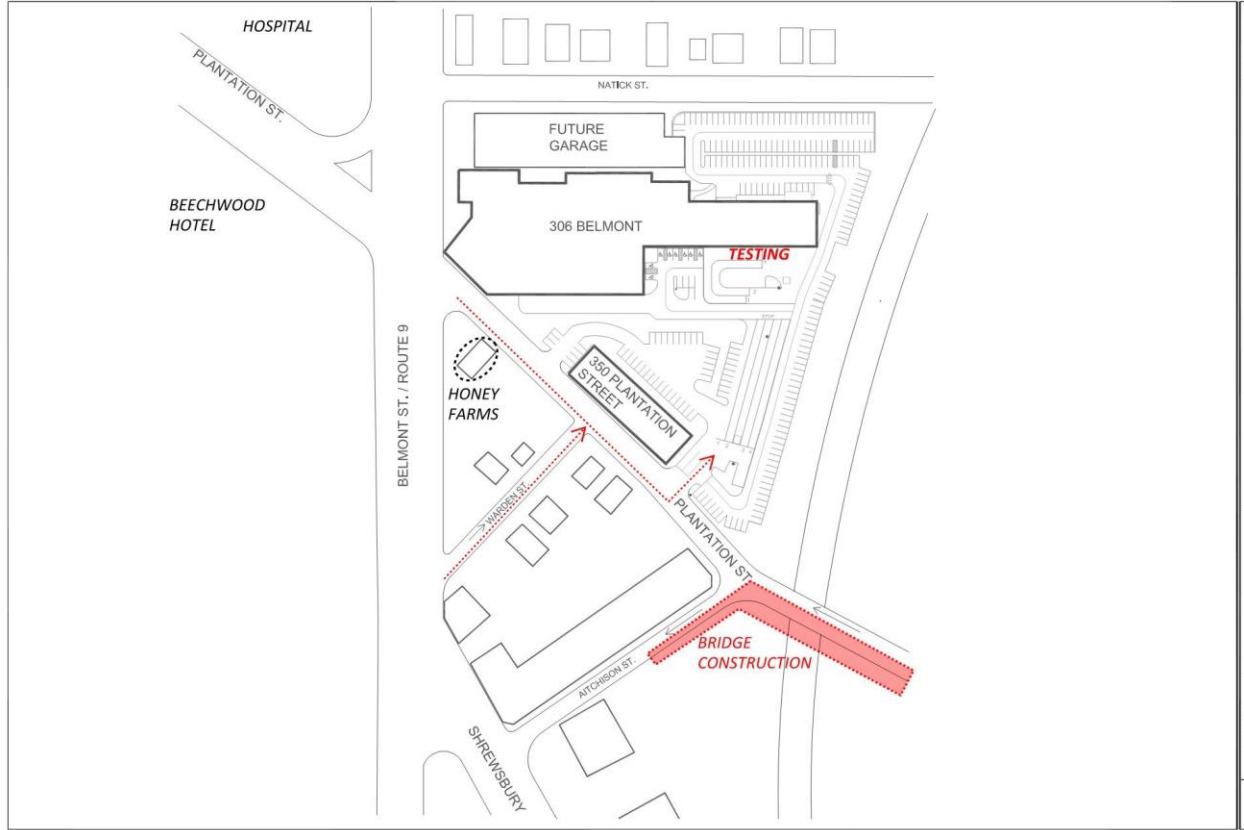 HOSPITAL
PLANTATION ST.
NATICK ST.
FUTURE
GARAGE
BEECHWOOD
HOTEL
306 BELMONT
TESTING
STOP
BELMONT ST. / ROUTE 9
HONEY
FARMS
350 PLANTATION
STREET
WARDEN ST.
PLANTATION ST.
BRIDGE
CONSTRUCTION
AITCHISON ST.
SHREWSBURY